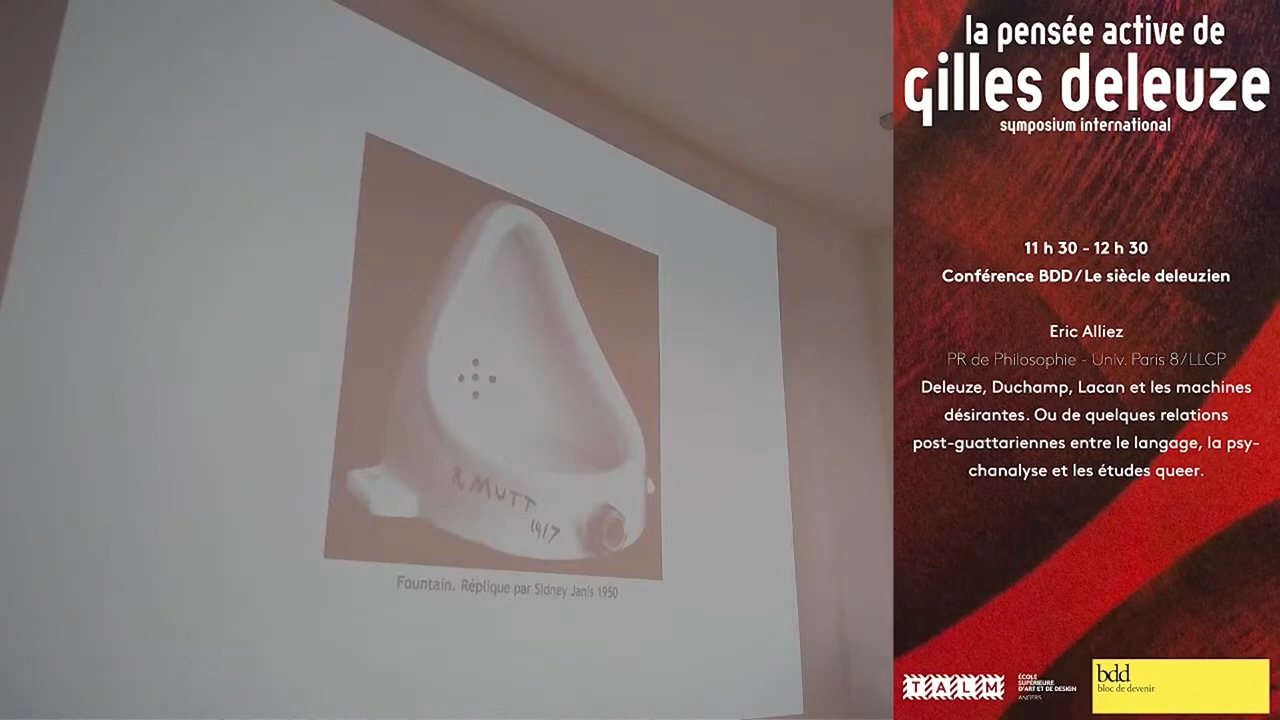 R. MUTT
1917
Fountain. Réplique par Sidney Janis 1950
la pensée active de
gilles deleuze
symposium international
11 h 30 - 12 h 30
Conférence BDD / Le siècle deleuzien
Eric Alliez
PR de Philosophie - Univ. Paris 8/LLCP
Deleuze, Duchamp, Lacan et les machines
désirantes. Ou de quelques relations
post-guattariennes entre le langage, la psy-
chanalyse et les études queer.
TALM
ÉCOLE
SUPÉRIEURE
D'ART ET DE DESIGN
ANGERS
bdd
bloc de devenir